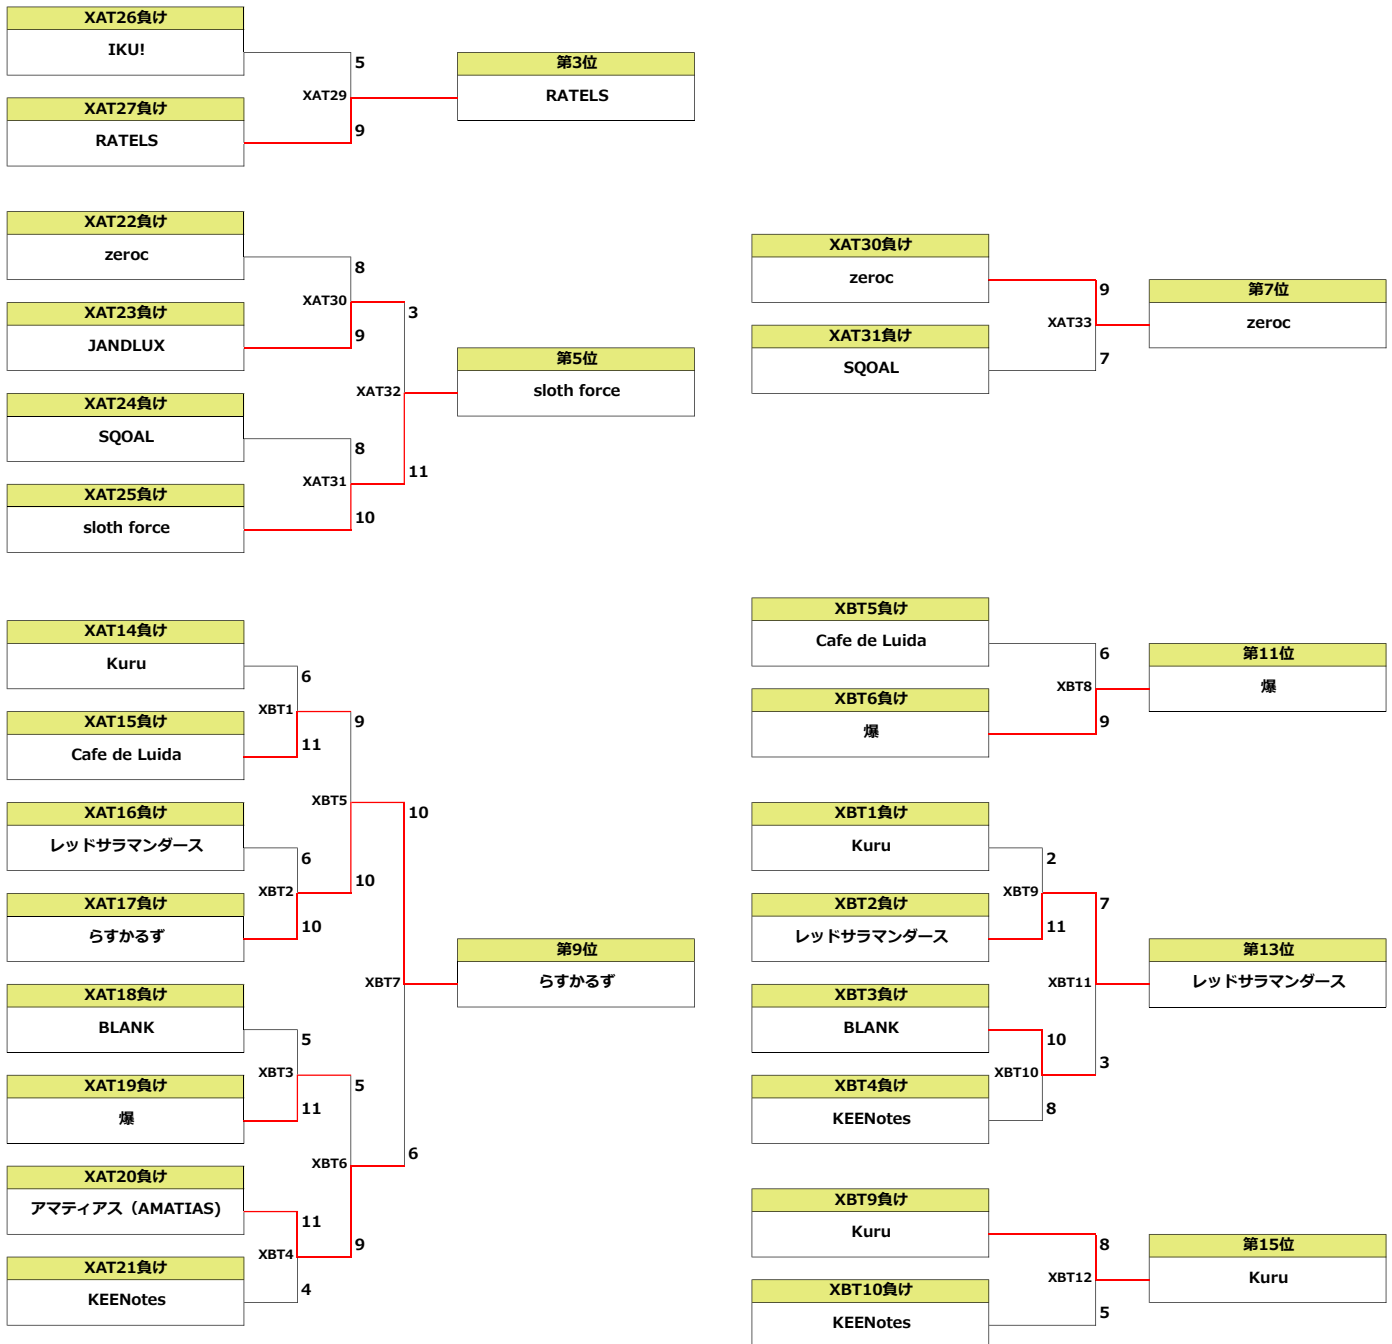 XAT26負け
IKU!
5
第3位
XAT29
RATELS
XAT27負け
9
RATELS
XAT22負け
zeroc
8
XAT30
3
XAT23負け
9
JANDLUX
第5位
XAT32
sloth force
XAT24負け
SQOAL
8
11
XAT31
XAT25負け
10
sloth force
XAT30負け
zeroc
9
第7位
XAT33
zeroc
XAT31負け
7
SQOAL
XAT14負け
Kuru
6
XBT1
9
XAT15負け
11
Cafe de Luida
XBT5
10
XAT16負け
レッドサラマンダース
6
10
XBT2
XAT17負け
10
らすかるず
第9位
XBT7
らすかるず
XAT18負け
BLANK
5
XBT3
5
XAT19負け
11
爆
XBT6
6
XAT20負け
アマティアス（AMATIAS)
11
9
XBT4
XAT21負け
4
KEENotes
XBT5負け
Cafe de Luida
6
第11位
XBT8
爆
XBT6負け
9
爆
XBT1負け
Kuru
2
XBT9
7
XBT2負け
11
レッドサラマンダース
第13位
XBT11
レッドサラマンダース
XBT3負け
BLANK
10
3
XBT10
XBT4負け
8
KEENotes
XBT9負け
Kuru
8
第15位
XBT12
Kuru
XBT10負け
5
KEENotes